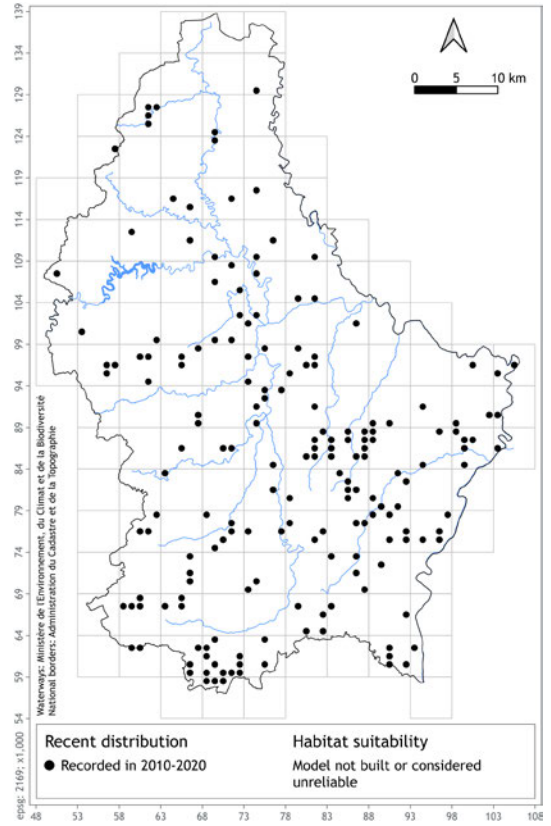 139
134
129
124
119
114
109
104
99
94
89
84
79
74
69
64
59
54
0 5 10 km
Waterways: Ministère de l'Environnement, du Climat et de la Biodiversité
National borders: Administration du Cadastre et de la Topographie
epsg: 2169; x1,000
Recent distribution
Recorded in 2010-2020
Habitat suitability
Model not built or considered
unreliable
48 53 58 63 68 73 78 83 88 93 98 103 108